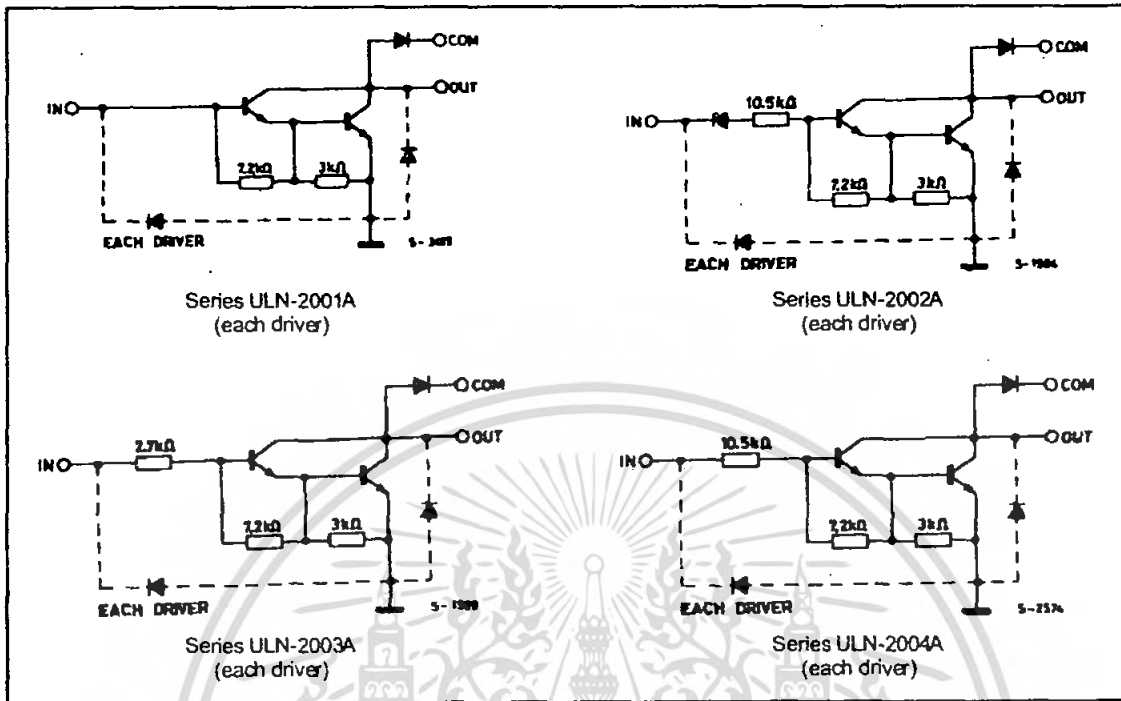 COM
OUT
IN
7.2kΩ 3kΩ
EACH DRIVER
Series ULN-2001A
(each driver)
COM
OUT
10.5kΩ
IN
7.2kΩ 3kΩ
EACH DRIVER
Series ULN-2002A
(each driver)
COM
OUT
2.7kΩ
IN
7.2kΩ 3kΩ
EACH DRIVER
Series ULN-2003A
(each driver)
COM
OUT
10.5kΩ
IN
7.2kΩ 3kΩ
EACH DRIVER
S-2574
Series ULN-2004A
(each driver)